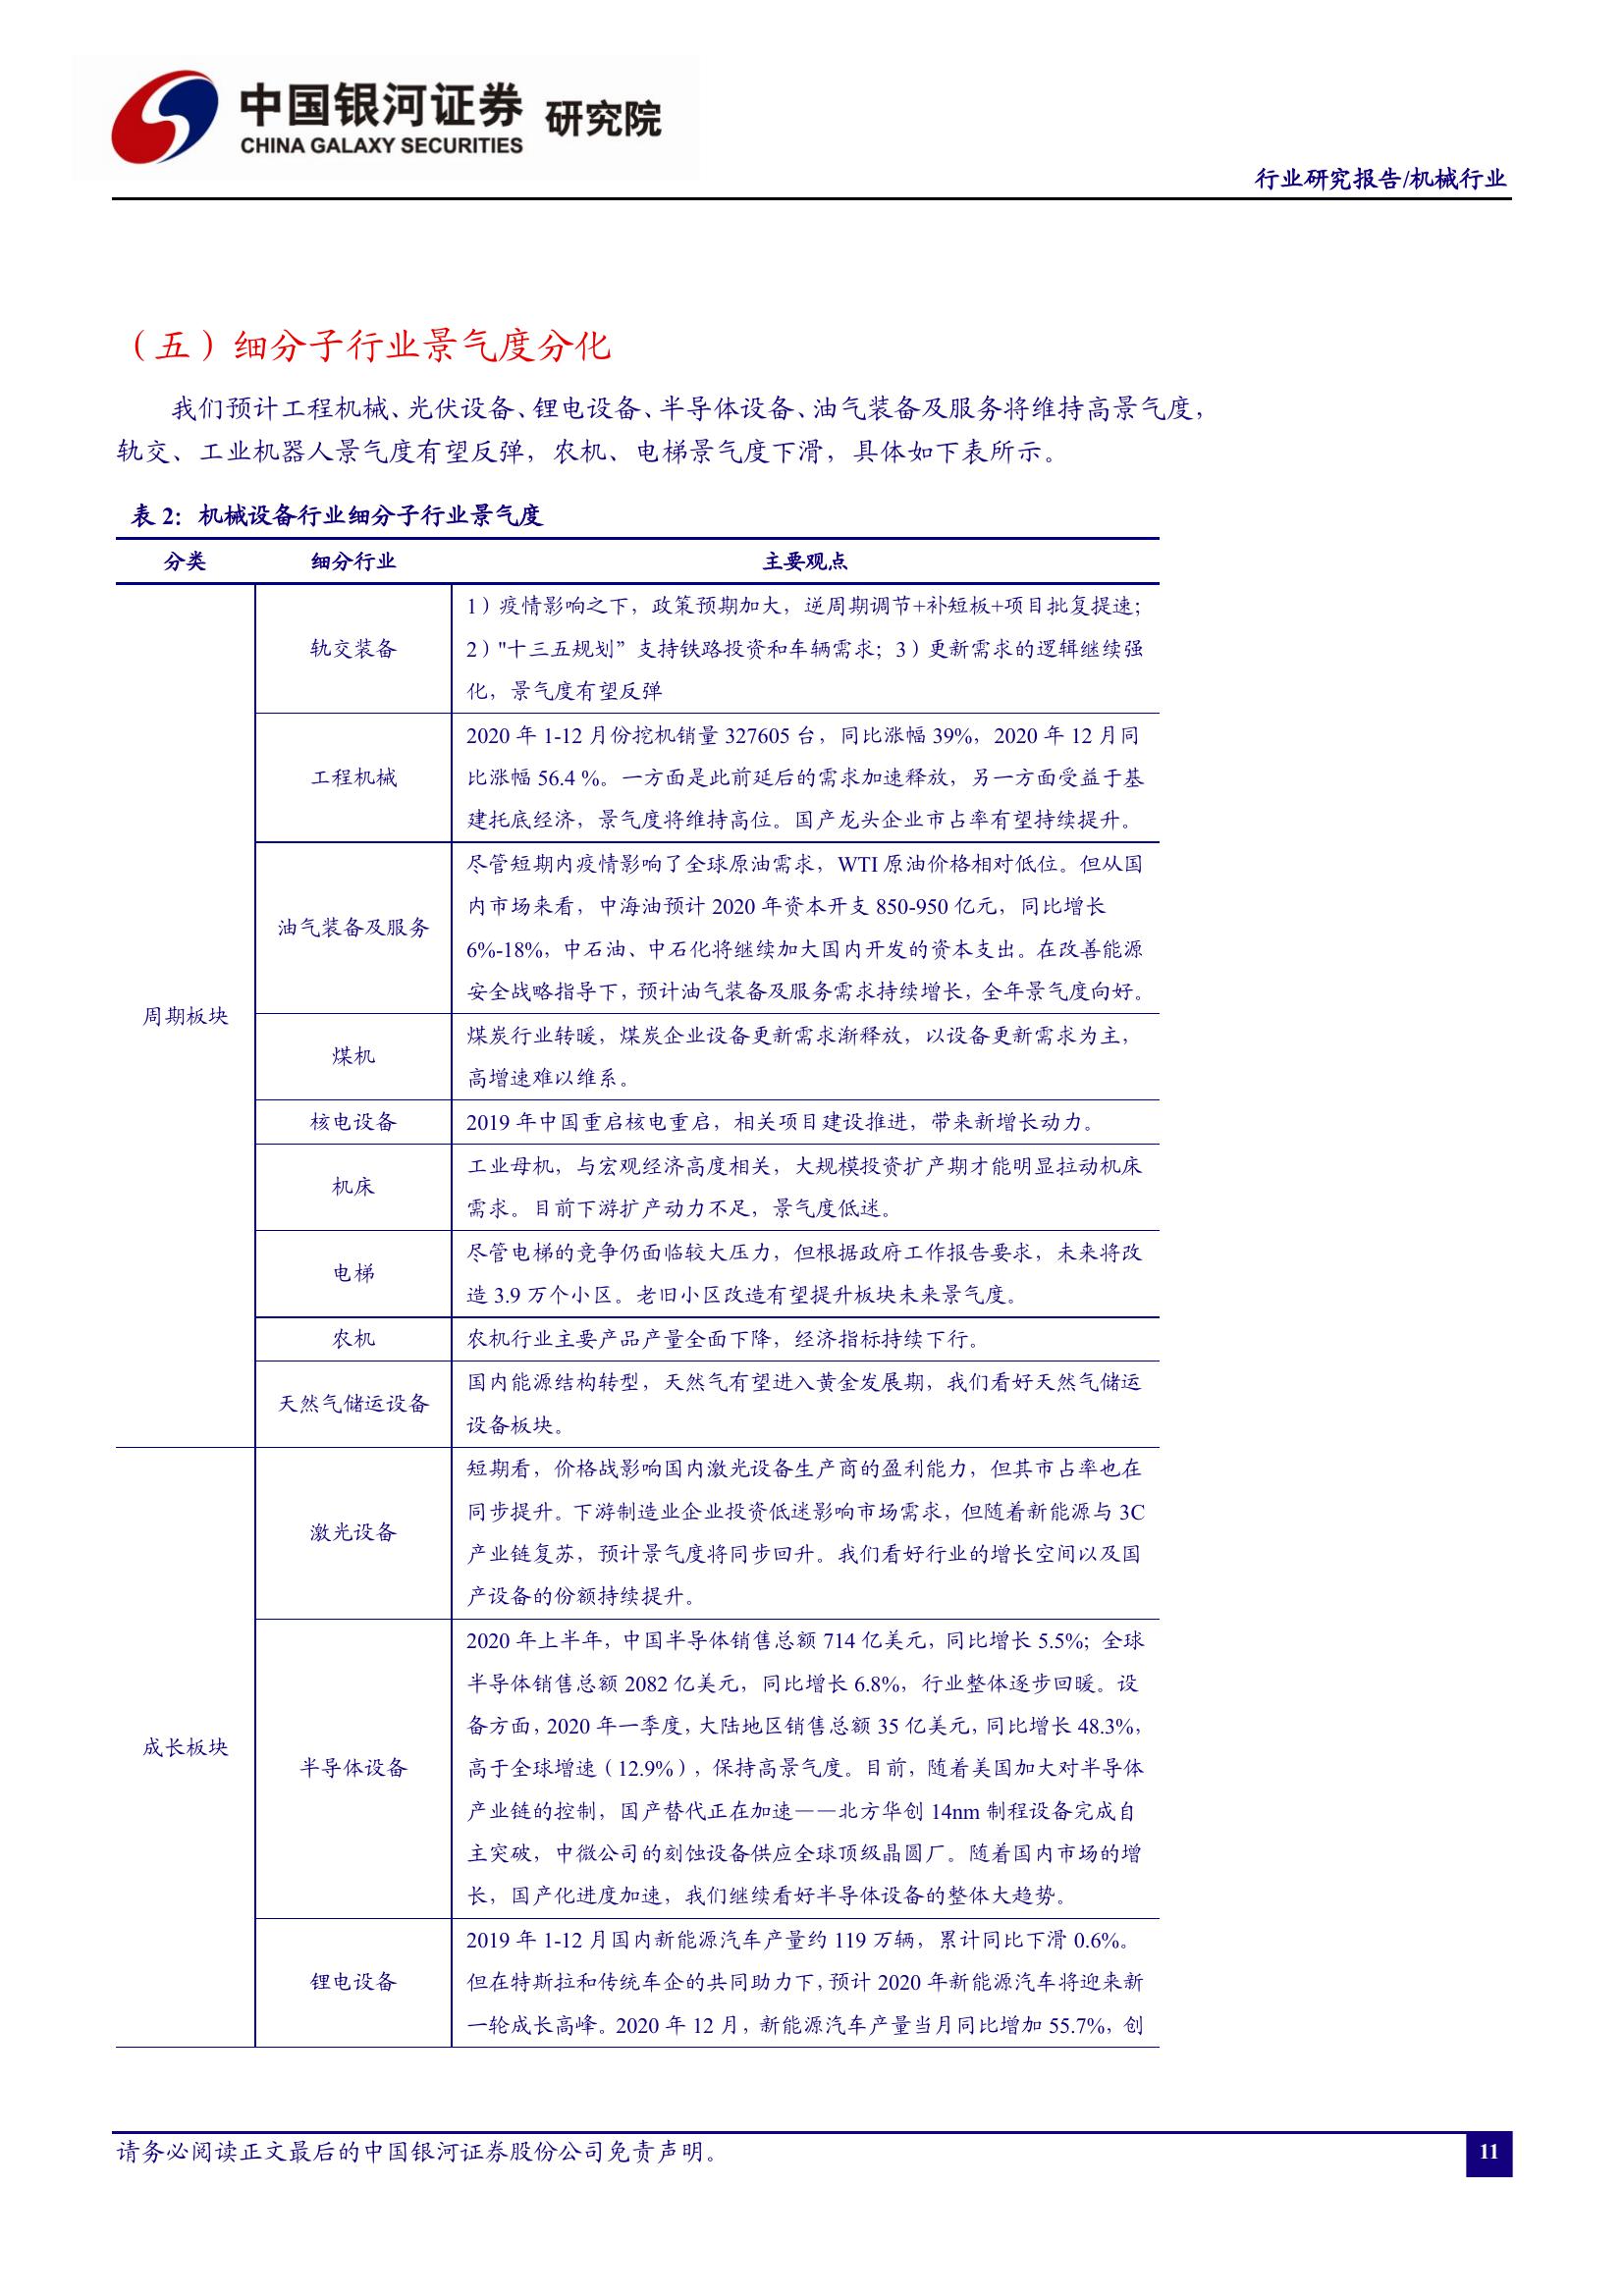 中国银河证券 研究院
CHINA GALAXY SECURITIES
行业研究报告/机械行业
（五）细分子行业景气度分化
我们预计工程机械、光伏设备、锂电设备、半导体设备、油气装备及服务将维持高景气度，
轨交、工业机器人景气度有望反弹，农机、电梯景气度下滑，具体如下表所示。
表 2：机械设备行业细分子行业景气度
分类 细分行业 主要观点
周期板块
轨交装备
1）疫情影响之下，政策预期加大，逆周期调节+补短板+项目批复提速；
2）"十三五规划”支持铁路投资和车辆需求；3）更新需求的逻辑继续强
化，景气度有望反弹
工程机械
2020 年 1-12 月份挖机销量 327605 台，同比涨幅 39%，2020 年 12 月同
比涨幅 56.4 %。一方面是此前延后的需求加速释放，另一方面受益于基
建托底经济，景气度将维持高位。国产龙头企业市占率有望持续提升。
油气装备及服务
尽管短期内疫情影响了全球原油需求，WTI 原油价格相对低位。但从国
内市场来看，中海油预计 2020 年资本开支 850-950 亿元，同比增长
6%-18%，中石油、中石化将继续加大国内开发的资本支出。在改善能源
安全战略指导下，预计油气装备及服务需求持续增长，全年景气度向好。
煤机
煤炭行业转暖，煤炭企业设备更新需求渐释放，以设备更新需求为主，
高增速难以维系。
核电设备
2019 年中国重启核电重启，相关项目建设推进，带来新增长动力。
机床
工业母机，与宏观经济高度相关，大规模投资扩产期才能明显拉动机床
需求。目前下游扩产动力不足，景气度低迷。
电梯
尽管电梯的竞争仍面临较大压力，但根据政府工作报告要求，未来将改
造 3.9 万个小区。老旧小区改造有望提升板块未来景气度。
农机
农机行业主要产品产量全面下降，经济指标持续下行。
天然气储运设备
国内能源结构转型，天然气有望进入黄金发展期，我们看好天然气储运
设备板块。
成长板块
激光设备
短期看，价格战影响国内激光设备生产商的盈利能力，但其市占率也在
同步提升。下游制造业企业投资低迷影响市场需求，但随着新能源与 3C
产业链复苏，预计景气度将同步回升。我们看好行业的增长空间以及国
产设备的份额持续提升。
半导体设备
2020 年上半年，中国半导体销售总额 714 亿美元，同比增长 5.5%；全球
半导体销售总额 2082 亿美元，同比增长 6.8%，行业整体逐步回暖。设
备方面，2020 年一季度，大陆地区销售总额 35 亿美元，同比增长 48.3%，
高于全球增速（12.9%），保持高景气度。目前，随着美国加大对半导体
产业链的控制，国产替代正在加速——北方华创 14nm 制程设备完成自
主突破，中微公司的刻蚀设备供应全球顶级晶圆厂。随着国内市场的增
长，国产化进度加速，我们继续看好半导体设备的整体大趋势。
锂电设备
2019 年 1-12 月国内新能源汽车产量约 119 万辆，累计同比下滑 0.6%。
但在特斯拉和传统车企的共同助力下，预计 2020 年新能源汽车将迎来新
一轮成长高峰。2020 年 12 月，新能源汽车产量当月同比增加 55.7%，创
请务必阅读正文最后的中国银河证券股份公司免责声明。
11